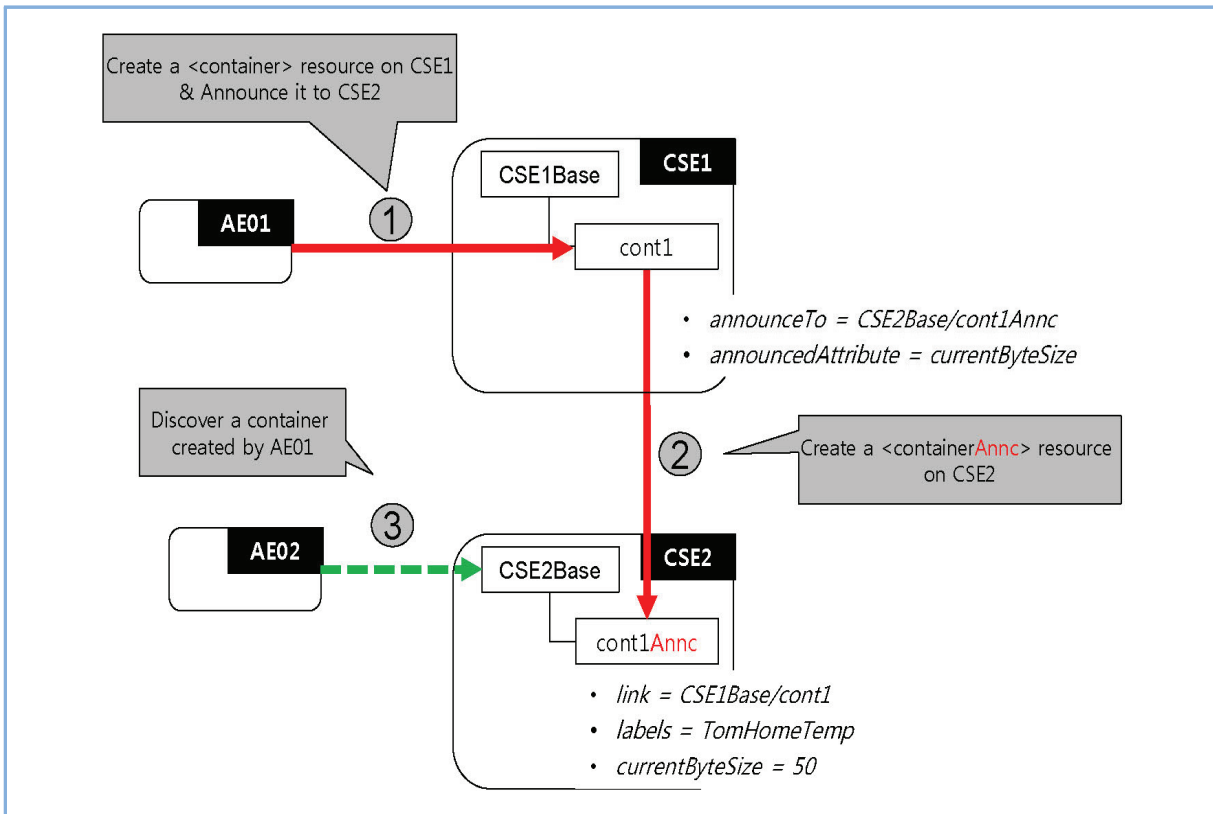 Create a <container> resource on CSE1
& Announce it to CSE2
CSE1
CSE1Base
AE01
1
cont1
• announceTo = CSE2Base/cont1Annc
• announcedAttribute = currentByteSize
Discover a container
created by AE01
2
Create a <containerAnnc> resource
on CSE2
3
AE02
CSE2
CSE2Base
cont1Annc
• link = CSE1Base/cont1
• labels = TomHomeTemp
• currentByteSize = 50